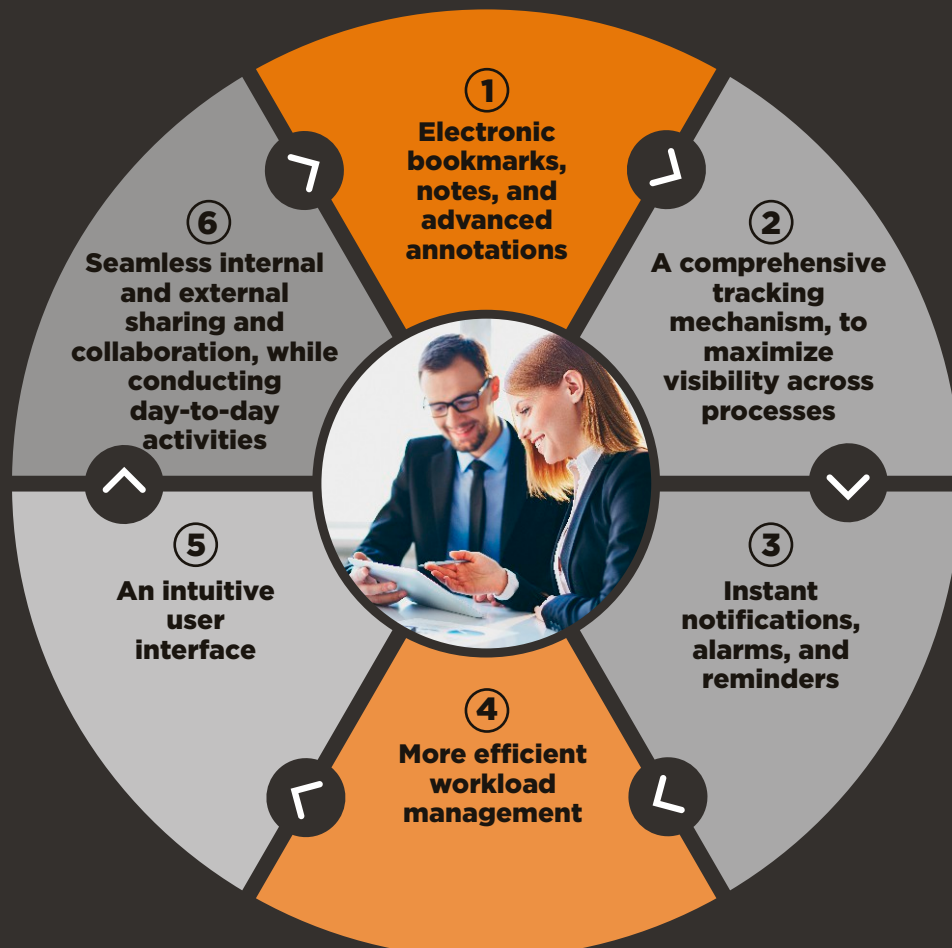 1
Electronic
bookmarks,
notes, and
advanced
annotations
2
A comprehensive
tracking
mechanism, to
maximize
visibility across
processes
3
Instant
notifications,
alarms, and
reminders
4
More efficient
workload
management
5
An intuitive
user
interface
6
Seamless internal
and external
sharing and
collaboration, while
conducting
day-to-day
activities